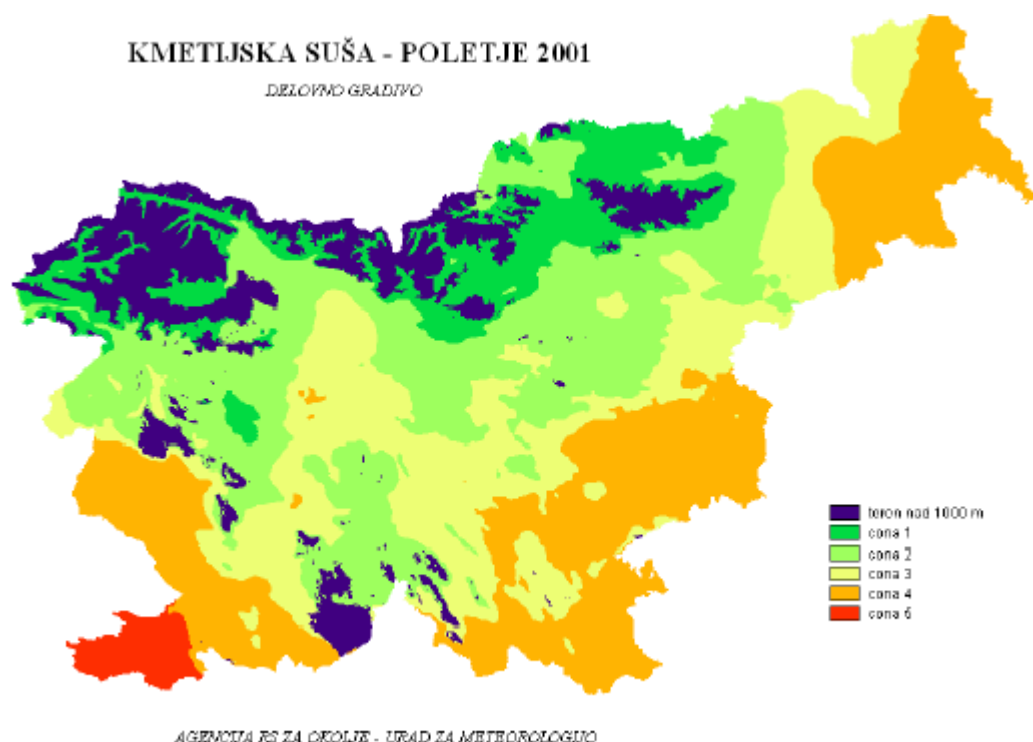 KMETIJSKA SUŠA - POLETJE 2001
DELOVNO GRADIVO
teren nad 1000 m
cona 1
cona 2
cona 3
cona 4
cona 5
AGENCIJA RS ZA OKOLJE - URAD ZA METEOROLOGIJO